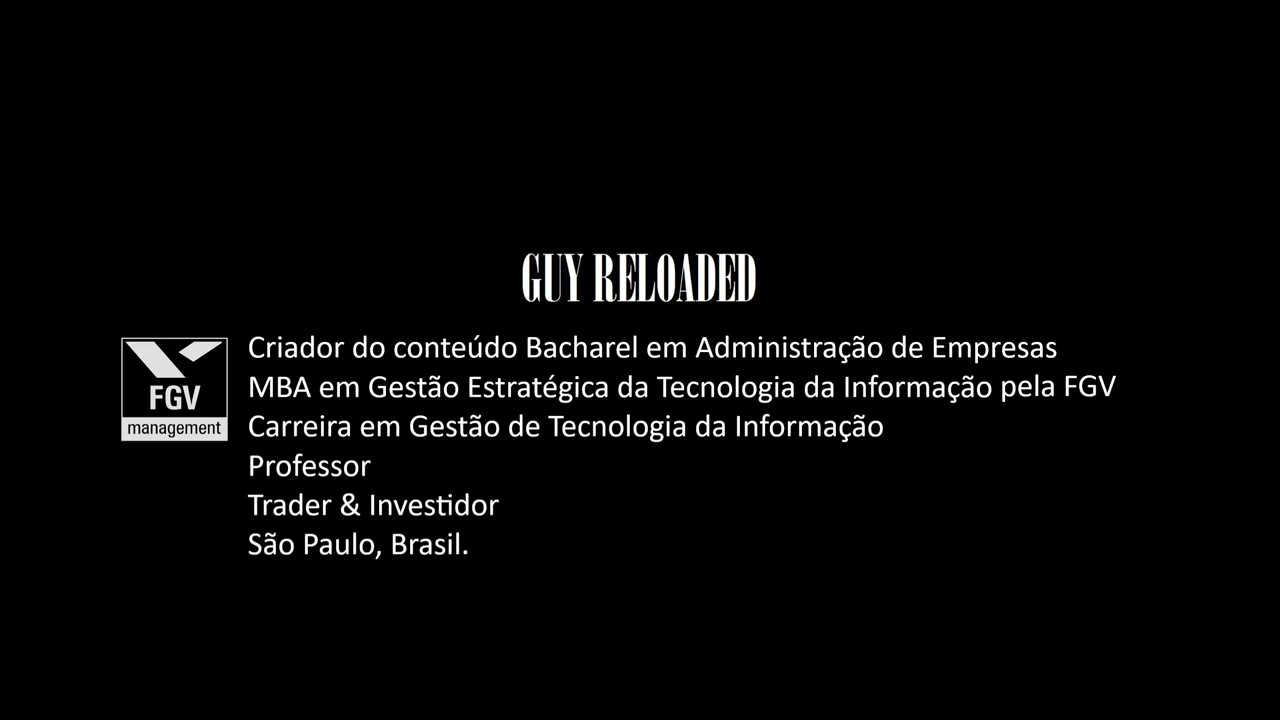 GUY RELOADED
FGV
management
Criador do conteúdo Bacharel em Administração de Empresas
MBA em Gestão Estratégica da Tecnologia da Informação pela FGV
Carreira em Gestão de Tecnologia da Informação
Professor
Trader & Investidor
São Paulo, Brasil.